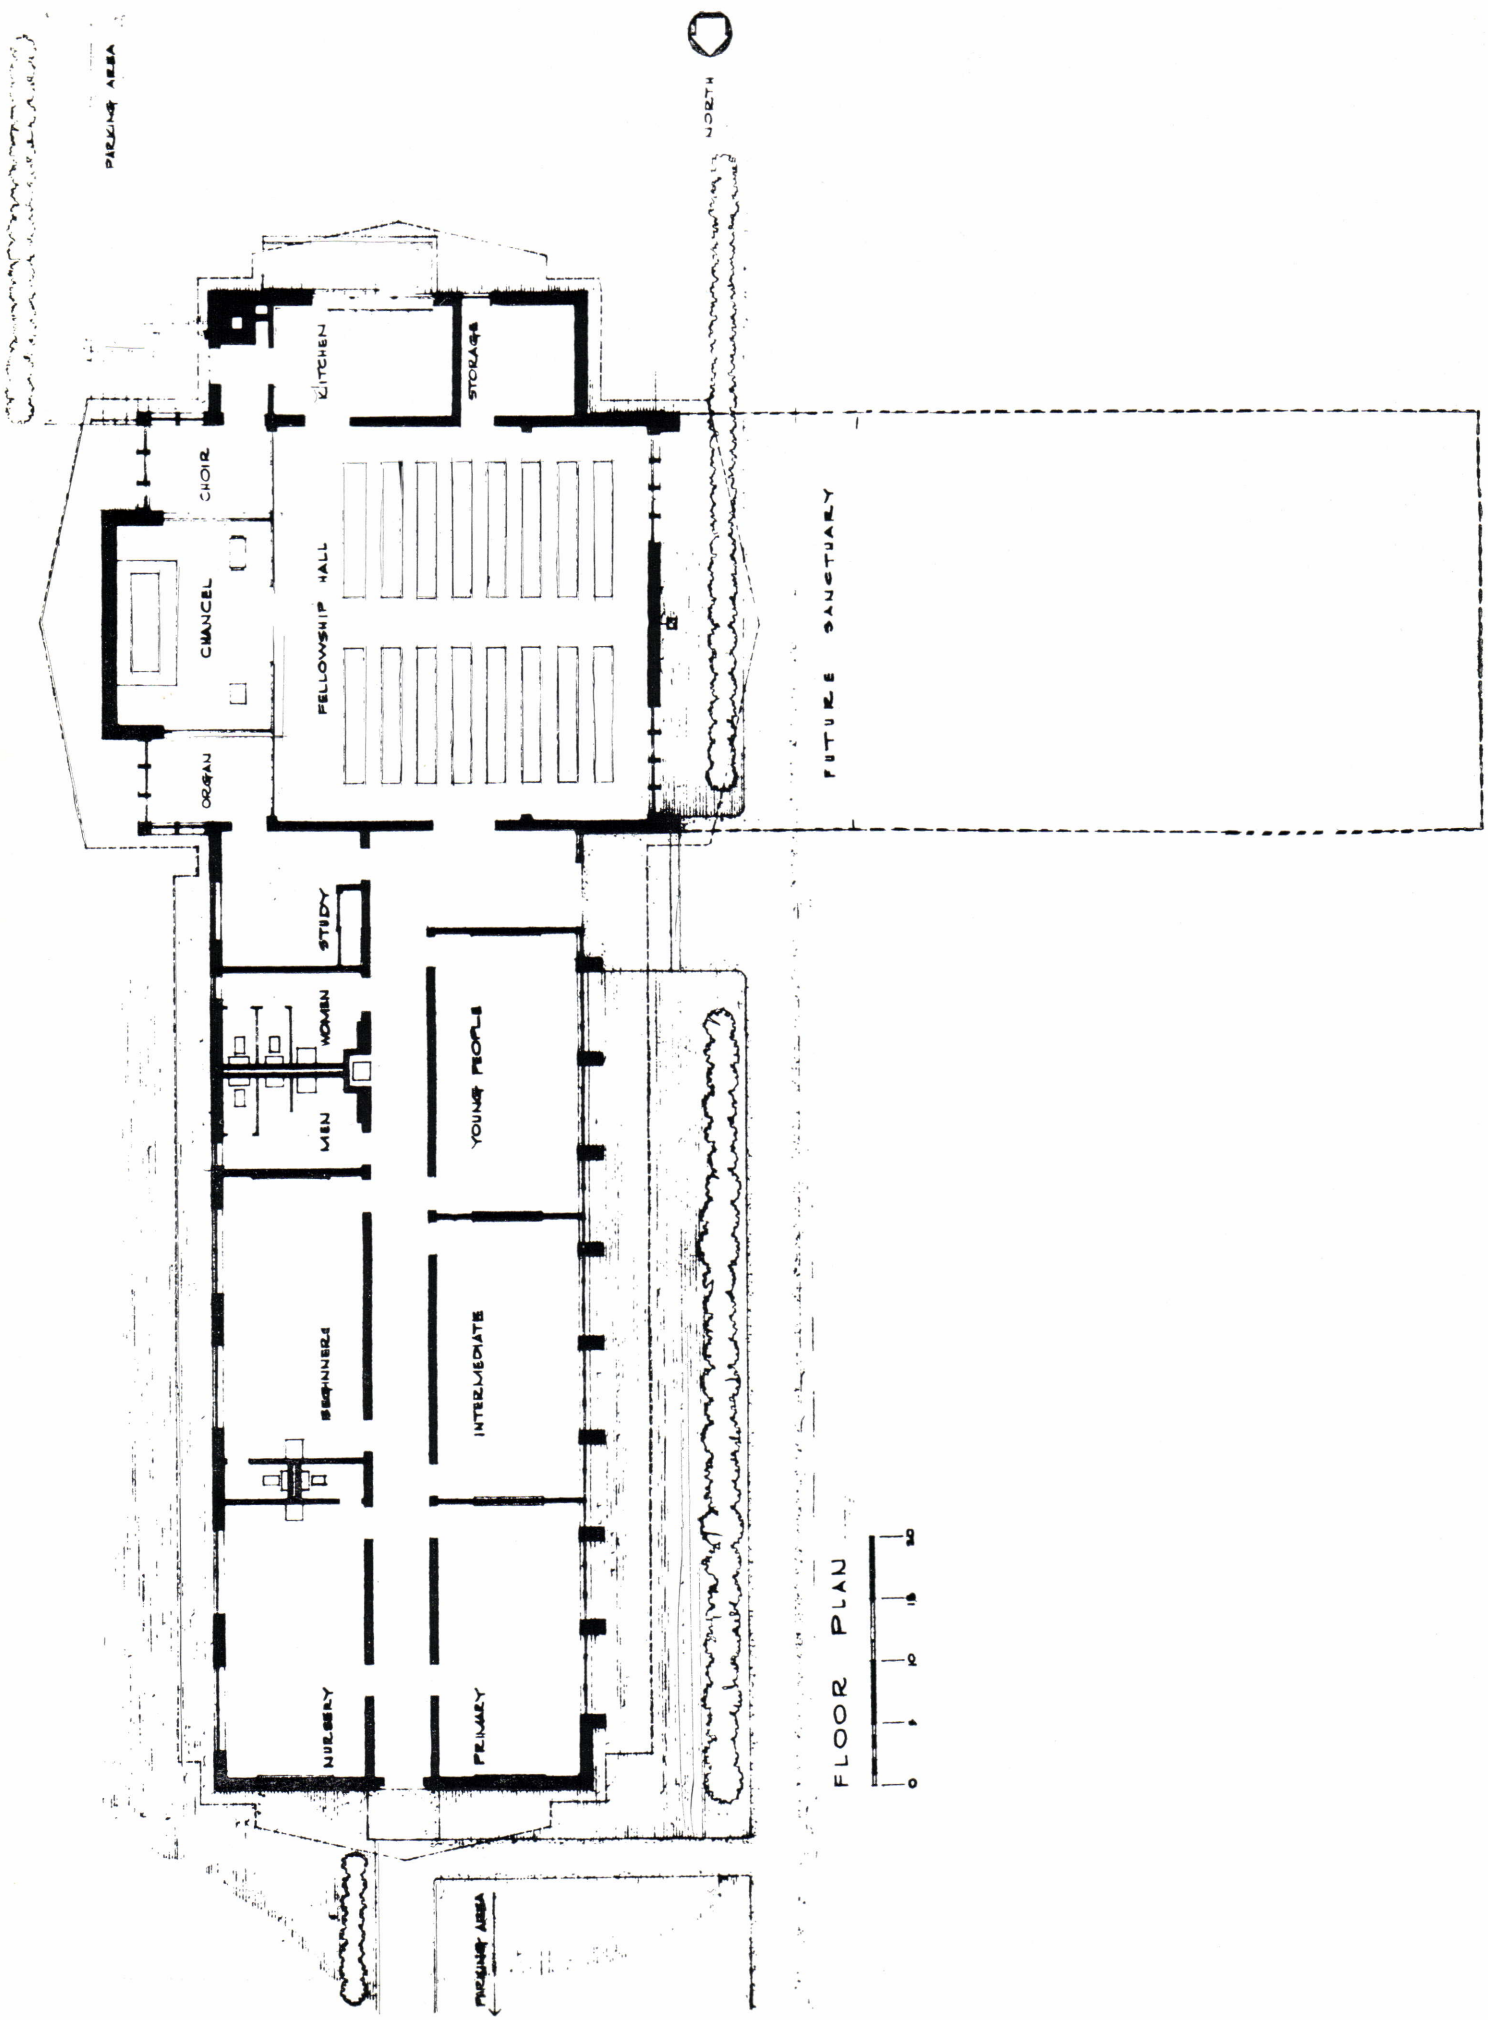 PARKING AREA
NORTH
KITCHEN
STORAGE
CHOIR
CHANCEL
ORGAN
FELLOWSHIP HALL
FUTURE SANCTUARY
STUDY
WOMEN
MEN
YOUNG PEOPLE
BEGINNERS
INTERMEDIATE
NURSERY
PRIMARY
PARKING AREA
FLOOR PLAN
0 5 10 15 20